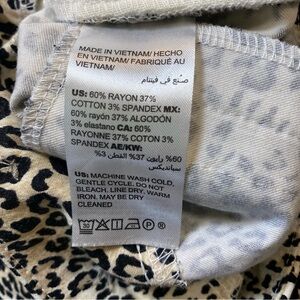 MADE IN VIETNAM/ HECHO
EN VIETNAM/ FABRIQUÉ AU
VIETNAM/
صنع في فيتنام
US: 60% RAYON 37%
COTTON 3% SPANDEX MX:
60% rayón 37% ALGODÓN
3% elastano CA: 60%
RAYONNE 37% COTON 3%
SPANDEX AE/KW:
60% رايون 37% القطن 3%
سبانديكس
US: MACHINE WASH COLD,
GENTLE CYCLE. DO NOT
BLEACH. LINE DRY. WARM
IRON. MAY BE DRY
CLEANED